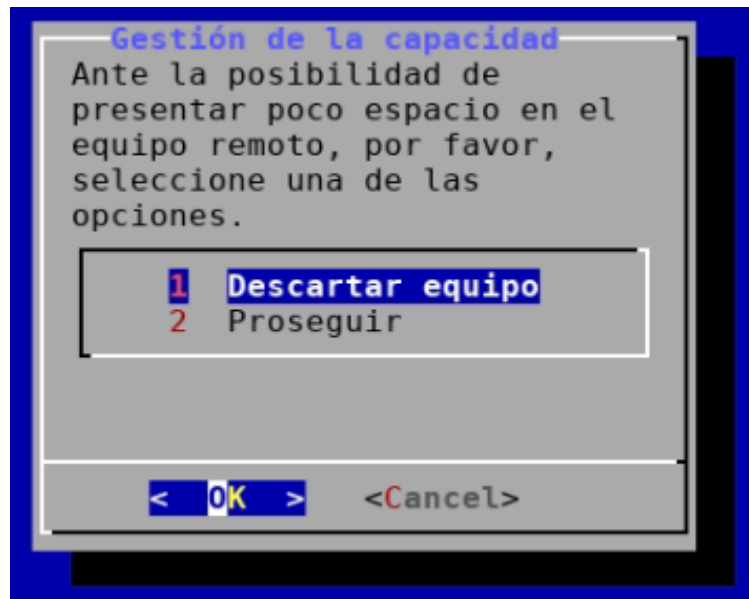 Gestión de la capacidad
Ante la posibilidad de
presentar poco espacio en el
equipo remoto, por favor,
seleccione una de las
opciones.
1 Descartar equipo
2 Proseguir
< OK > <Cancel>